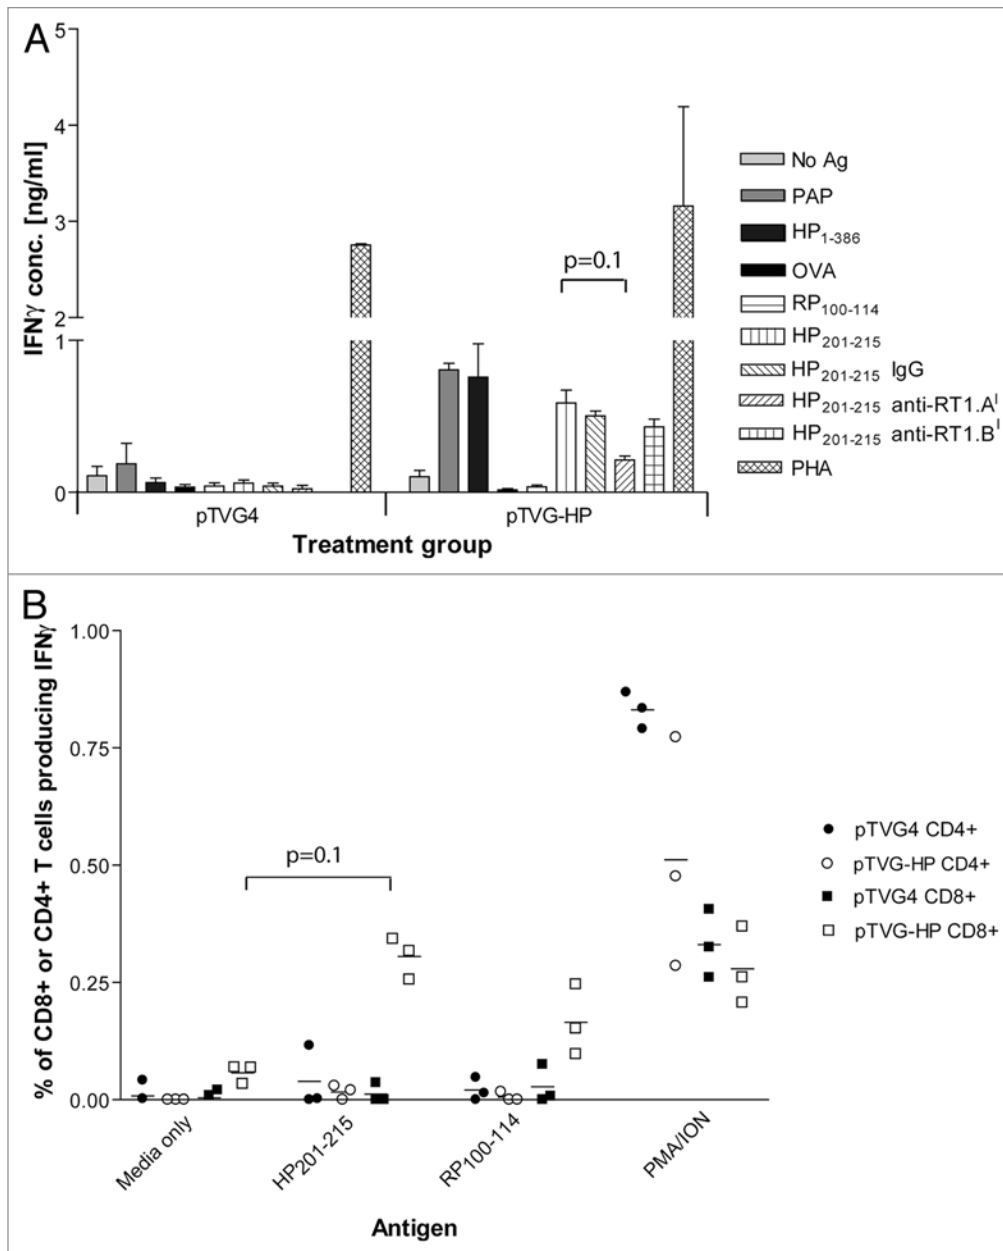 A
5
4
3
2
1
0
IFNγ conc. [ng/ml]
p=0.1
pTVG4
pTVG-HP
Treatment group
No Ag
PAP
HP1-386
OVA
RP100-114
HP201-215
HP201-215 IgG
HP201-215 anti-RT1.A^l
HP201-215 anti-RT1.B^l
PHA
B
% of CD8+ or CD4+ T cells producing IFNγ
1.00
0.75
0.50
0.25
0.00
p=0.1
Media only
HP201-215
RP100-114
PMA/ION
Antigen
pTVG4 CD4+
pTVG-HP CD4+
pTVG4 CD8+
pTVG-HP CD8+